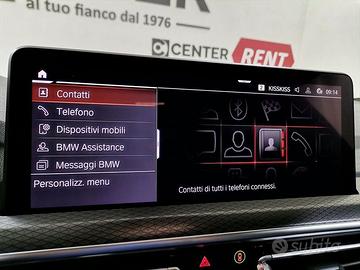 al tuo fianco dal 1976
CENTER RENT
2 KISSKISS 09:14
Contatti
Telefono
Dispositivi mobili
BMW Assistance
Messaggi BMW
Personalizz. menu
Contatti di tutti i telefoni connessi.
subito